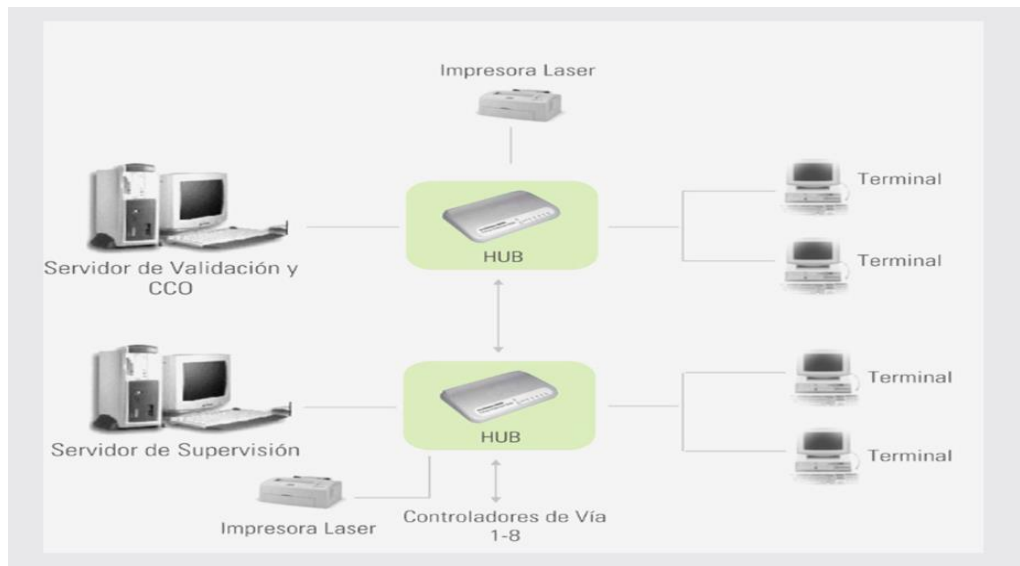 Impresora Laser
Terminal
HUB
Terminal
Servidor de Validación y
CCO
Terminal
HUB
Servidor de Supervisión
Terminal
Impresora Laser
Controladores de Vía
1-8